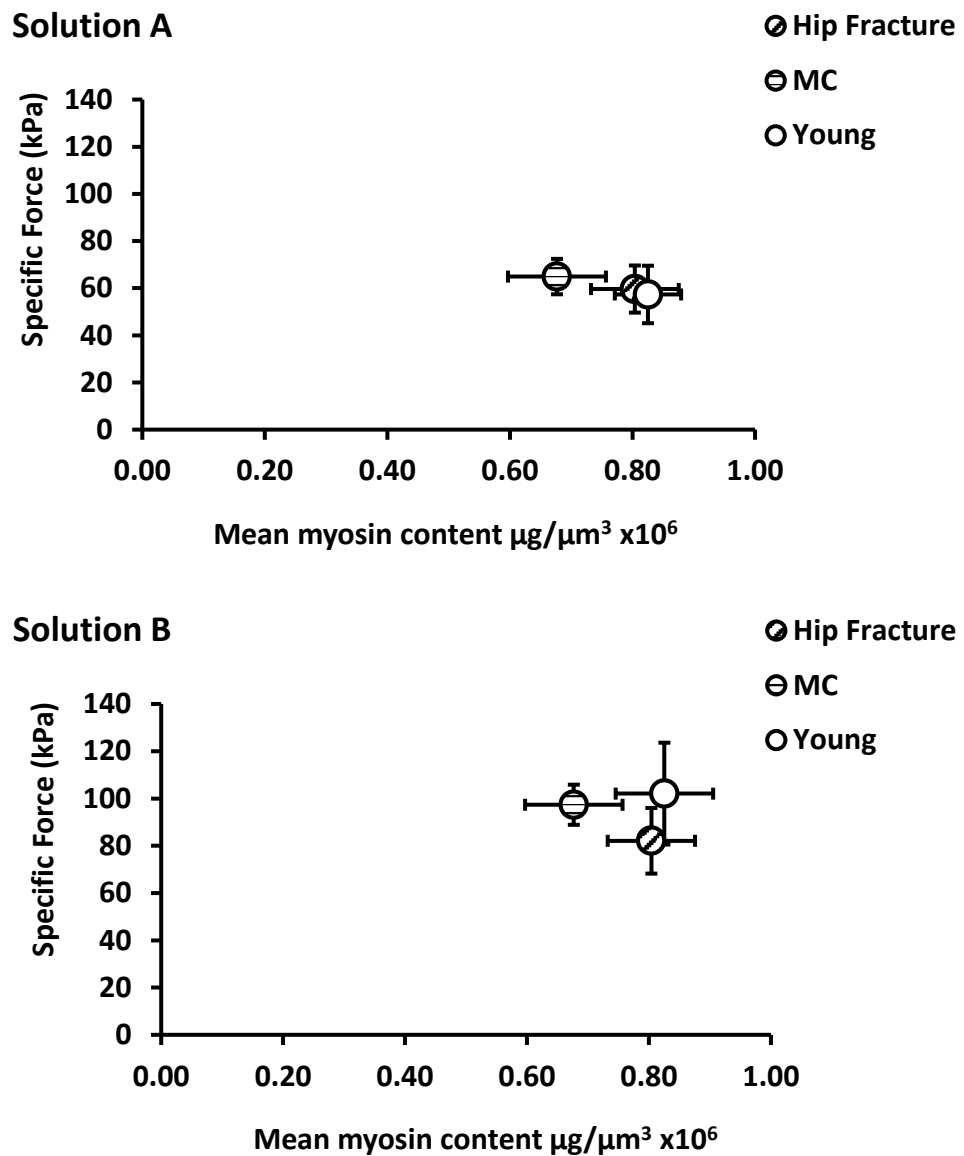 Solution A
Hip Fracture
MC
Young
Specific Force (kPa)
140
120
100
80
60
40
20
0
0.00 0.20 0.40 0.60 0.80 1.00
Mean myosin content µg/µm³ x10⁶
Solution B
Hip Fracture
MC
Young
Specific Force (kPa)
140
120
100
80
60
40
20
0
0.00 0.20 0.40 0.60 0.80 1.00
Mean myosin content µg/µm³ x10⁶